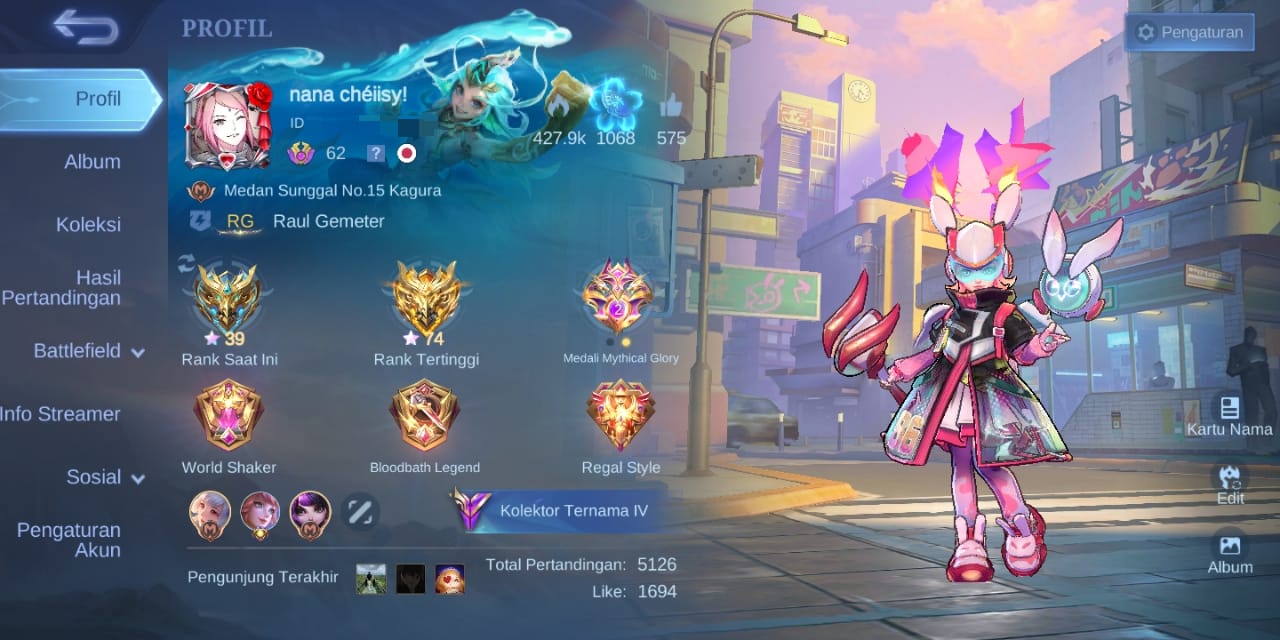 PROFIL
Pengaturan
Profil
Album
Koleksi
Hasil
Pertandingan
Battlefield
Info Streamer
Sosial
Pengaturan
Akun
nana chéiisy!
ID
62
?
427.9k
1068
575
Medan Sunggal No.15 Kagura
RG
Raul Gemeter
39
Rank Saat Ini
74
Rank Tertinggi
2
Medali Mythical Glory
World Shaker
Bloodbath Legend
Regal Style
Kolektor Ternama IV
Pengunjung Terakhir
Total Pertandingan: 5126
Like: 1694
Kartu Nama
Edit
Album